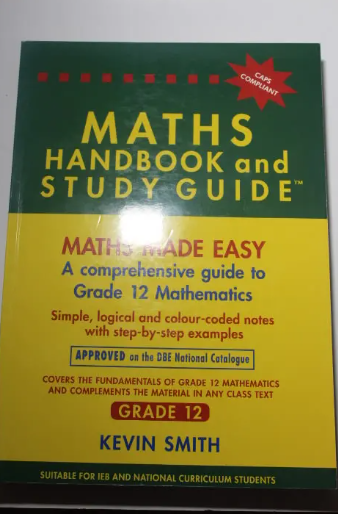 CAPS
COMPLIANT
MATHS
HANDBOOK and
STUDY GUIDE™
MATHS MADE EASY
A comprehensive guide to
Grade 12 Mathematics
Simple, logical and colour-coded notes
with step-by-step examples
APPROVED on the DBE National Catalogue
COVERS THE FUNDAMENTALS OF GRADE 12 MATHEMATICS
AND COMPLEMENTS THE MATERIAL IN ANY CLASS TEXT
GRADE 12
KEVIN SMITH
SUITABLE FOR IEB AND NATIONAL CURRICULUM STUDENTS